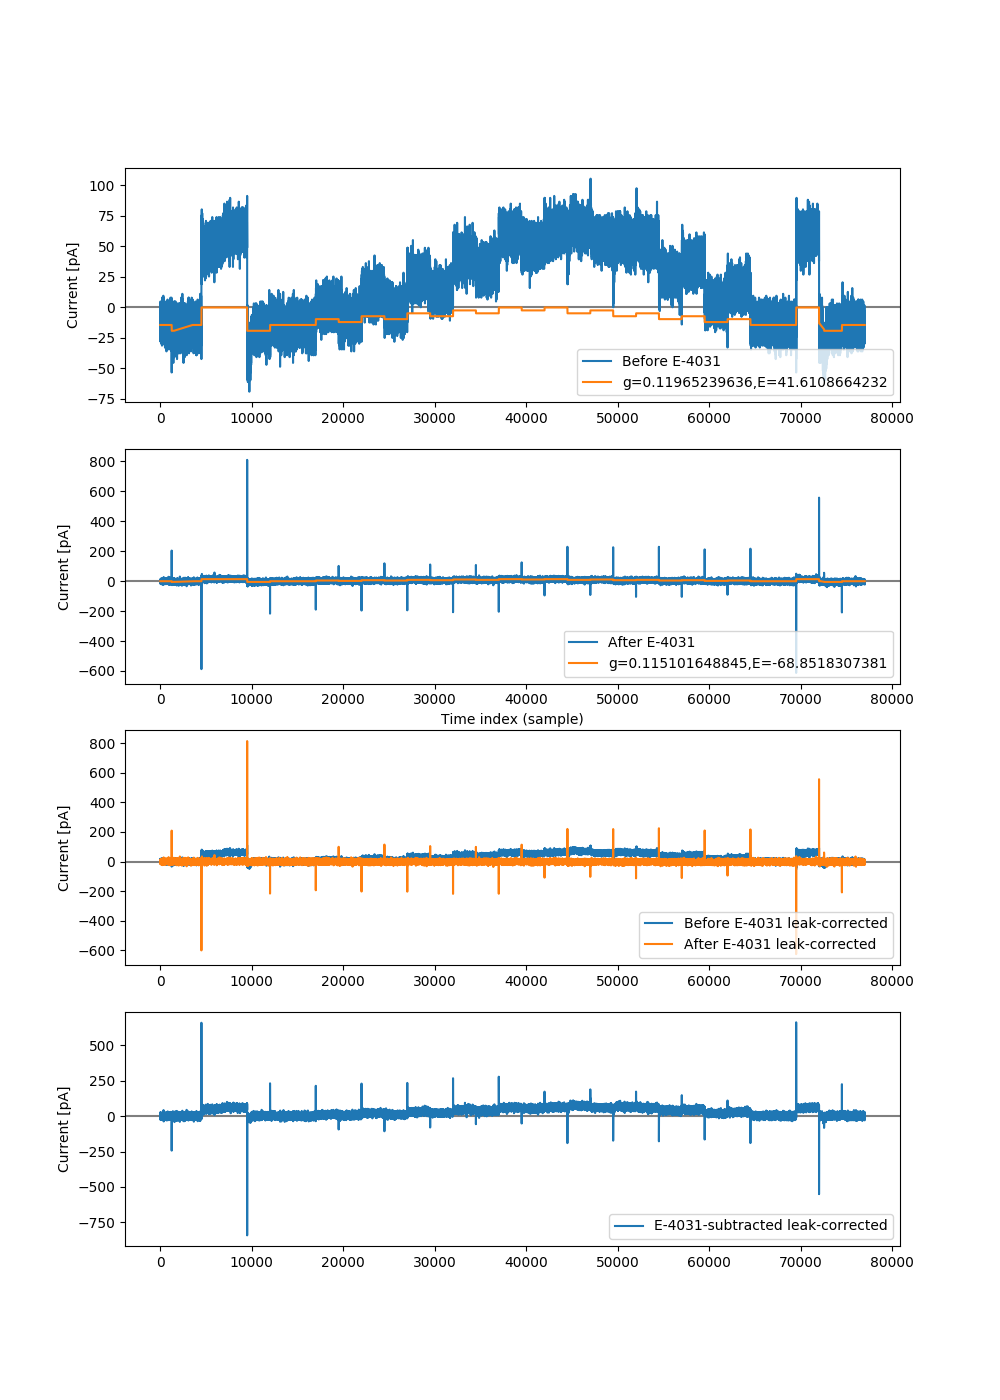 100
75
50
25
0
−25
−50
−75
Current [pA]
Before E-4031
g=0.11965239636,E=41.6108664232
0 10000 20000 30000 40000 50000 60000 70000 80000
800
600
400
200
0
−200
−400
−600
Current [pA]
After E-4031
g=0.115101648845,E=-68.8518307381
0 10000 20000 30000 40000 50000 60000 70000 80000
Time index (sample)
800
600
400
200
0
−200
−400
−600
Current [pA]
Before E-4031 leak-corrected
After E-4031 leak-corrected
0 10000 20000 30000 40000 50000 60000 70000 80000
500
250
0
−250
−500
−750
Current [pA]
E-4031-subtracted leak-corrected
0 10000 20000 30000 40000 50000 60000 70000 80000